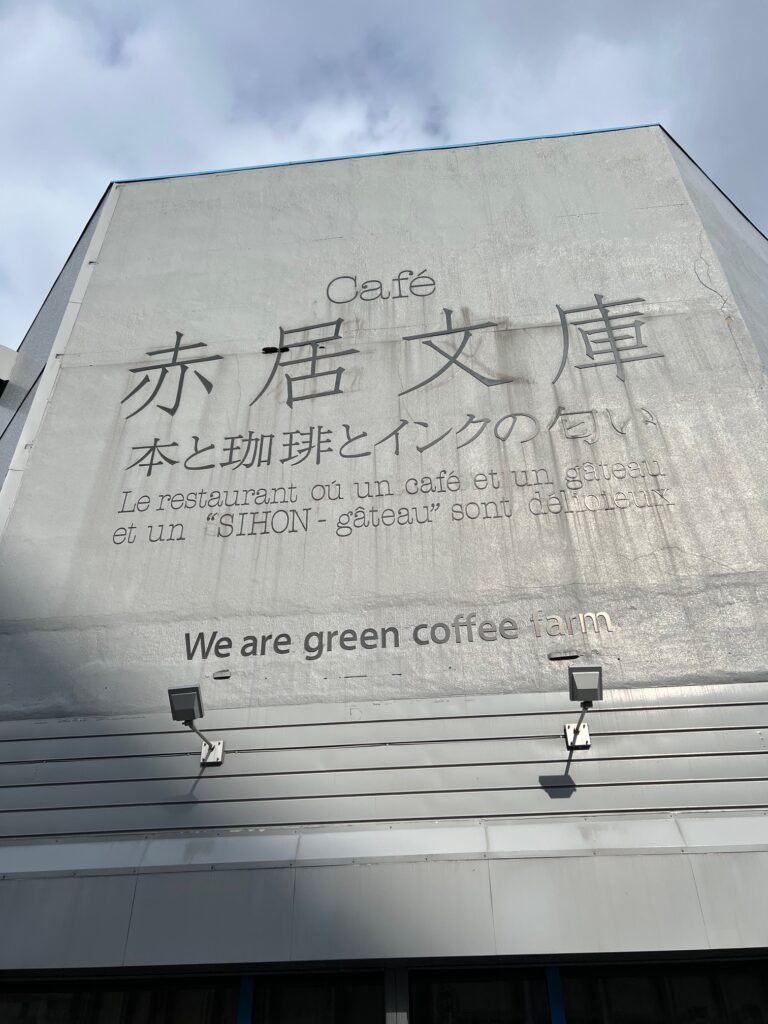 Café
赤居文庫
本と珈琲とインクの匂い
Le restaurant oú un café et un gâteau
et un "SIHON - gâteau" sont délicieux
We are green coffee farm